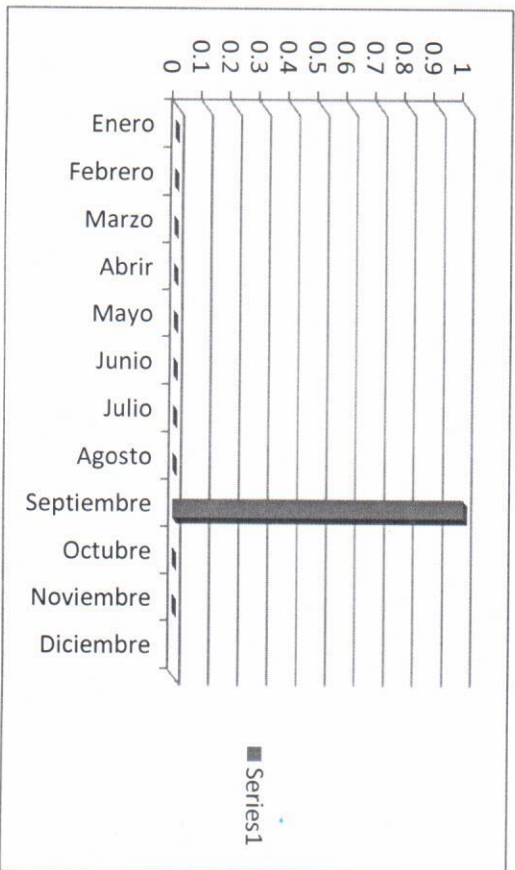 1
0.9
0.8
0.7
0.6
0.5
0.4
0.3
0.2
0.1
0
Enero
Febrero
Marzo
Abrir
Mayo
Junio
Julio
Agosto
Septiembre
Octubre
Noviembre
Diciembre
Series1